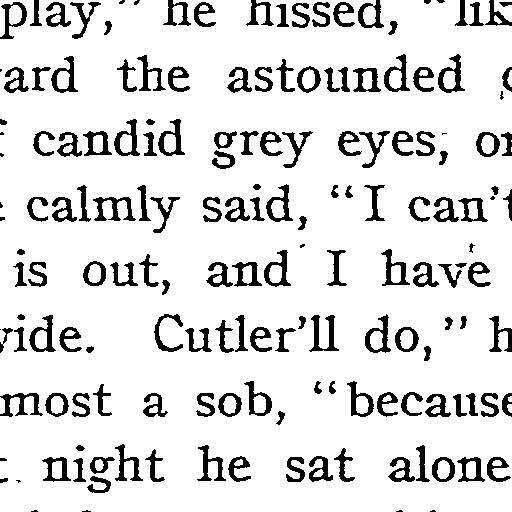 play," he hissed, "lik
ard the astounded
candid grey eyes, or
calmly said, "I can't
is out, and I have
vide. Cutler'll do," h
most a sob, "because
night he sat alone